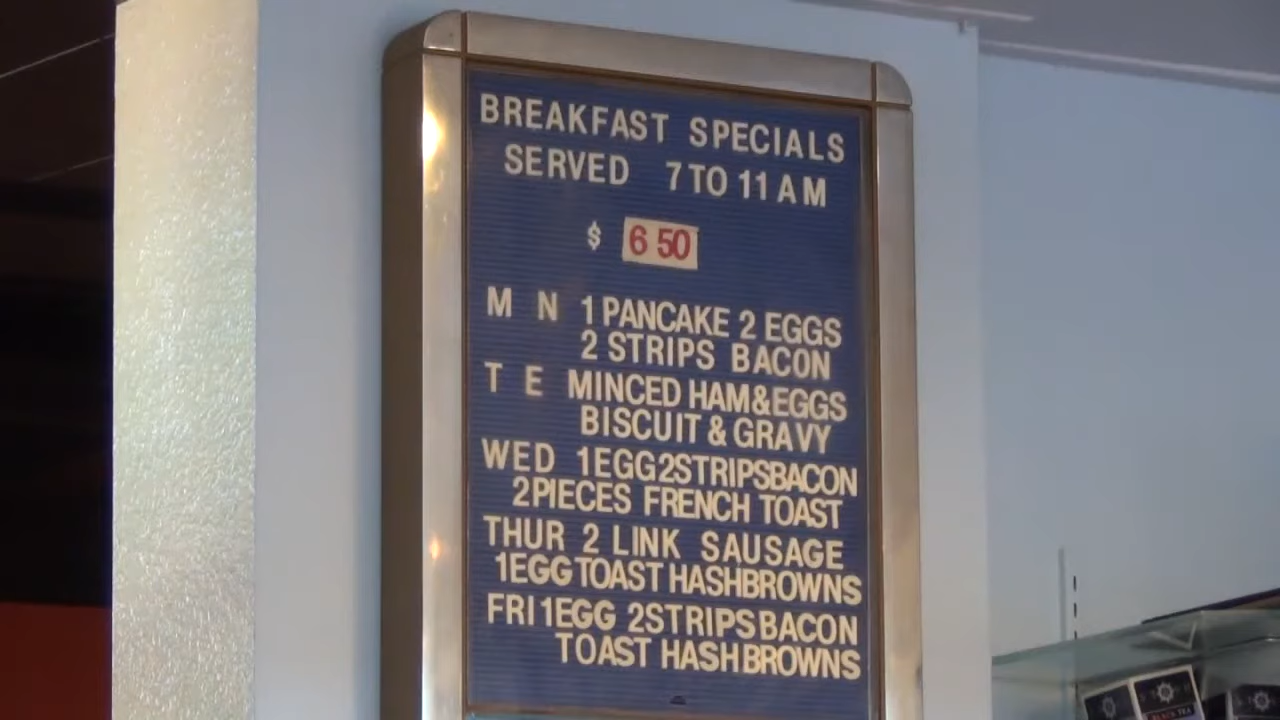 BREAKFAST SPECIALS
SERVED 7 TO 11 AM
$ 6 50
M N 1 PANCAKE 2 EGGS
2 STRIPS BACON
T E MINCED HAM&EGGS
BISCUIT & GRAVY
WED 1EGG2STRIPSBACON
2PIECES FRENCH TOAST
THUR 2 LINK SAUSAGE
1EGG TOAST HASHBROWNS
FRI 1EGG 2STRIPS BACON
TOAST HASHBROWNS